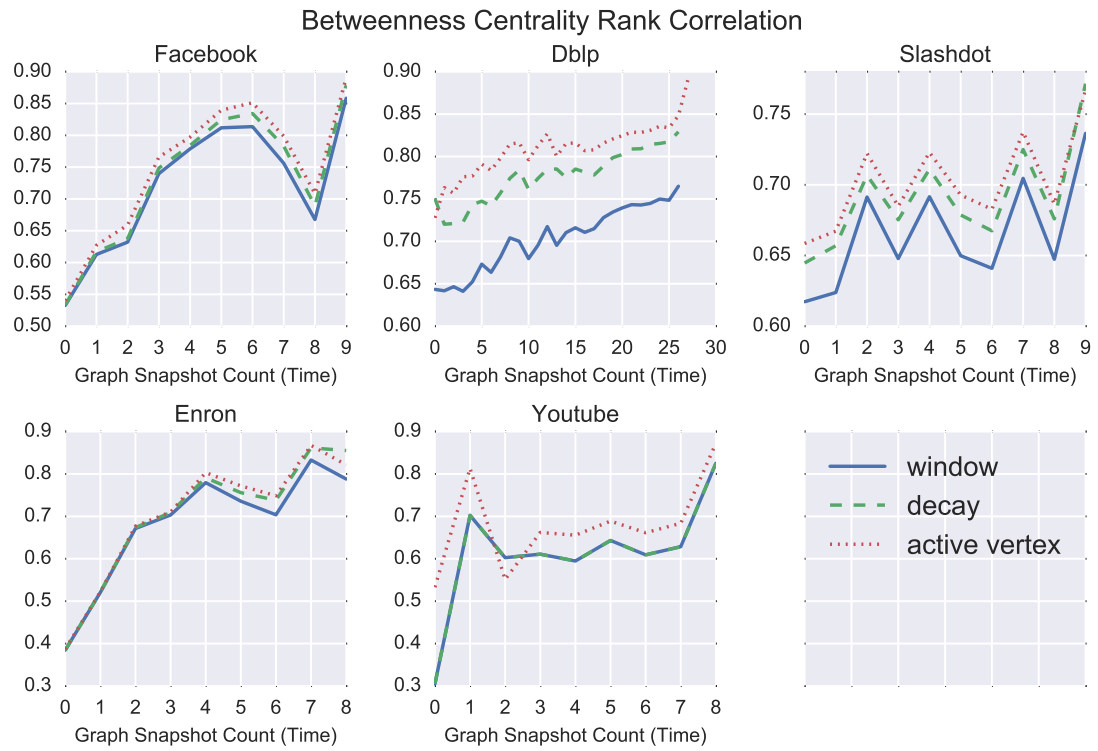 Betweenness Centrality Rank Correlation
Facebook
0.90
0.85
0.80
0.75
0.70
0.65
0.60
0.55
0.50
0 1 2 3 4 5 6 7 8 9
Graph Snapshot Count (Time)
Dblp
0.90
0.85
0.80
0.75
0.70
0.65
0.60
0 5 10 15 20 25 30
Graph Snapshot Count (Time)
Slashdot
0.75
0.70
0.65
0.60
0 1 2 3 4 5 6 7 8 9
Graph Snapshot Count (Time)
Enron
0.9
0.8
0.7
0.6
0.5
0.4
0.3
0 1 2 3 4 5 6 7 8
Graph Snapshot Count (Time)
Youtube
0.9
0.8
0.7
0.6
0.5
0.4
0.3
0 1 2 3 4 5 6 7 8
Graph Snapshot Count (Time)
window
decay
active vertex